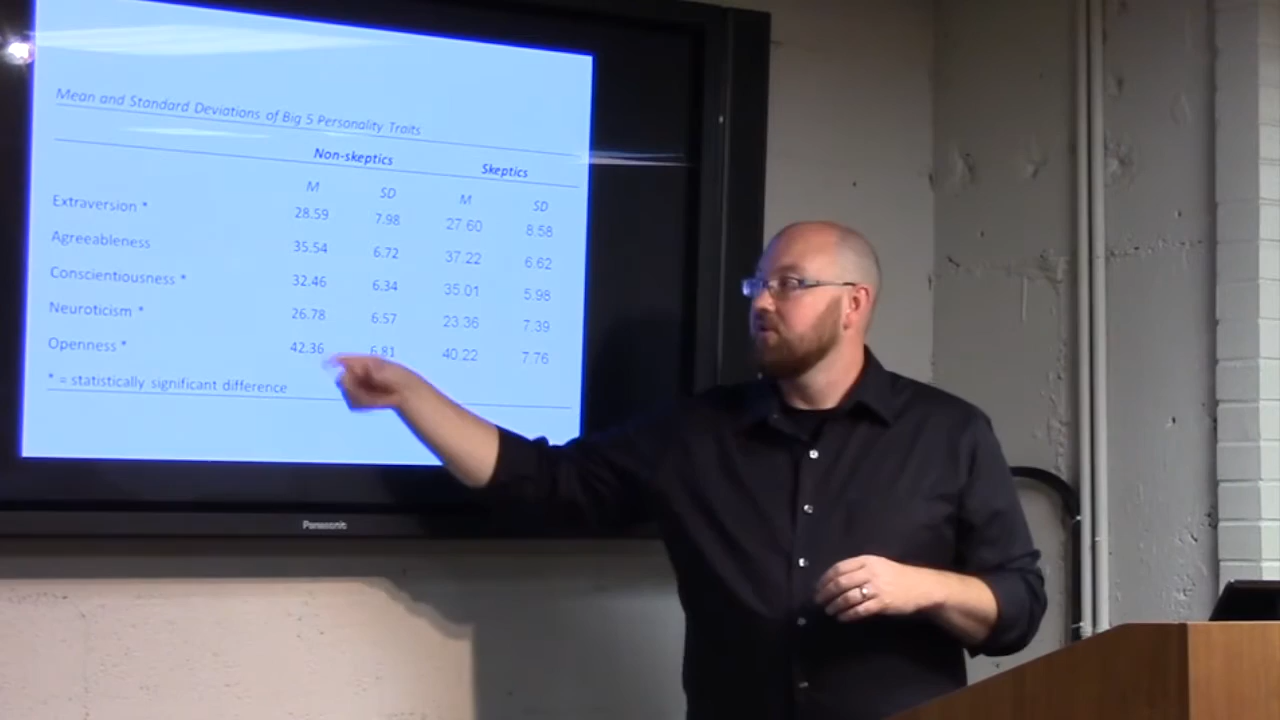 Mean and Standard Deviations of Big 5 Personality Traits
Non-skeptics Skeptics
M SD M SD
Extraversion * 28.59 7.98 27.60 8.58
Agreeableness 35.54 6.72 37.22 6.62
Conscientiousness * 32.46 6.34 35.01 5.98
Neuroticism * 26.78 6.57 23.36 7.39
Openness * 42.36 6.81 40.22 7.76
* = statistically significant difference
Panasonic